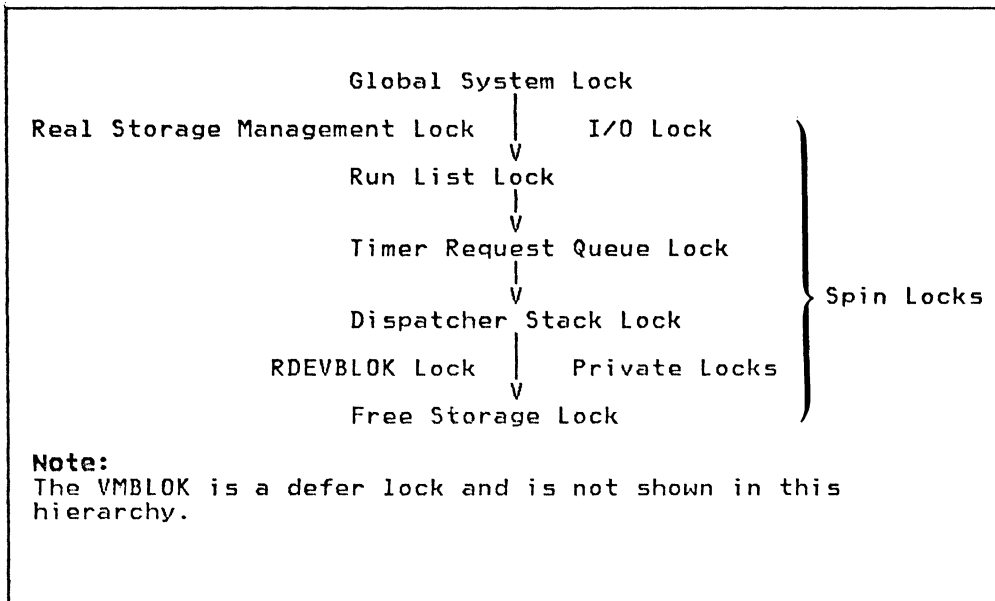 Global System Lock
Real Storage Management Lock I/O Lock
V
Run List Lock
V
Timer Request Queue Lock
V
Spin Locks
Dispatcher Stack Lock
RDEVBLOK Lock Private Locks
V
Free Storage Lock
Note:
The VMBLOK is a defer lock and is not shown in this
hierarchy.